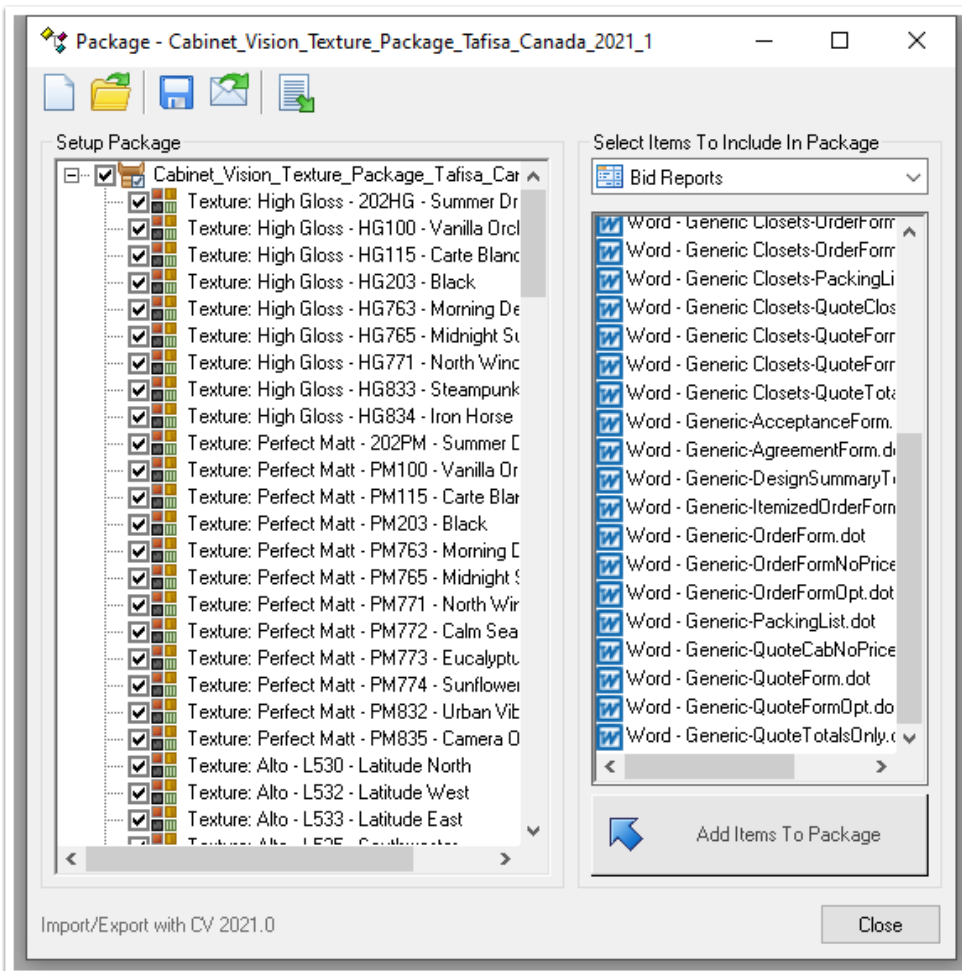 Package - Cabinet_Vision_Texture_Package_Tafisa_Canada_2021_1
Setup Package
Cabinet_Vision_Texture_Package_Tafisa_Car
Texture: High Gloss - 202HG - Summer Dr
Texture: High Gloss - HG100 - Vanilla Orcl
Texture: High Gloss - HG115 - Carte Blanc
Texture: High Gloss - HG203 - Black
Texture: High Gloss - HG763 - Morning De
Texture: High Gloss - HG765 - Midnight Su
Texture: High Gloss - HG771 - North Winc
Texture: High Gloss - HG833 - Steampunk
Texture: High Gloss - HG834 - Iron Horse
Texture: Perfect Matt - 202PM - Summer D
Texture: Perfect Matt - PM100 - Vanilla Or
Texture: Perfect Matt - PM115 - Carte Blar
Texture: Perfect Matt - PM203 - Black
Texture: Perfect Matt - PM763 - Morning D
Texture: Perfect Matt - PM765 - Midnight S
Texture: Perfect Matt - PM771 - North Wir
Texture: Perfect Matt - PM772 - Calm Sea
Texture: Perfect Matt - PM773 - Eucalyptu
Texture: Perfect Matt - PM774 - Sunflower
Texture: Perfect Matt - PM832 - Urban Vib
Texture: Perfect Matt - PM835 - Camera O
Texture: Alto - L530 - Latitude North
Texture: Alto - L532 - Latitude West
Texture: Alto - L533 - Latitude East
Select Items To Include In Package
Bid Reports
Word - Generic Closets-OrderForm
Word - Generic Closets-OrderForm
Word - Generic Closets-PackingLi
Word - Generic Closets-QuoteClos
Word - Generic Closets-QuoteForr
Word - Generic Closets-QuoteForr
Word - Generic Closets-QuoteTota
Word - Generic-AcceptanceForm.
Word - Generic-AgreementForm.d
Word - Generic-DesignSummaryT
Word - Generic-ItemizedOrderForn
Word - Generic-OrderForm.dot
Word - Generic-OrderFormNoPrice
Word - Generic-OrderFormOpt.dot
Word - Generic-PackingList.dot
Word - Generic-QuoteCabNoPrice
Word - Generic-QuoteForm.dot
Word - Generic-QuoteFormOpt.do
Word - Generic-QuoteTotalsOnly.
Add Items To Package
Import/Export with CV 2021.0
Close